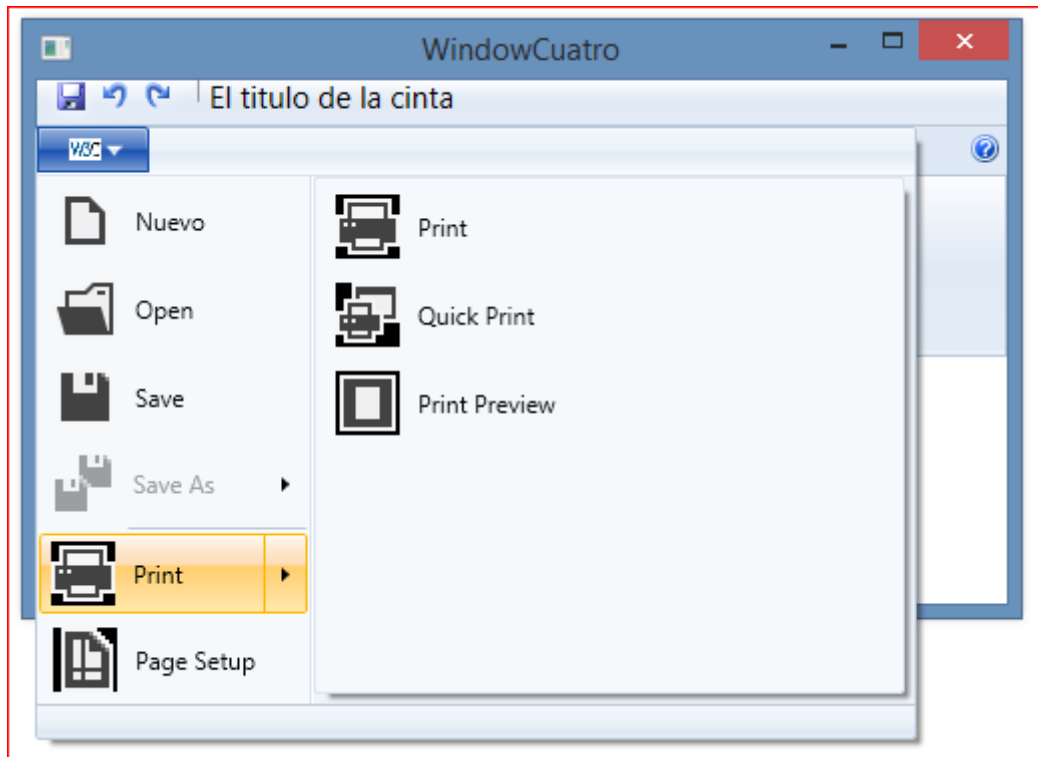 WindowCuatro
El titulo de la cinta
W3C
Nuevo
Open
Save
Save As
Print
Page Setup
Print
Quick Print
Print Preview